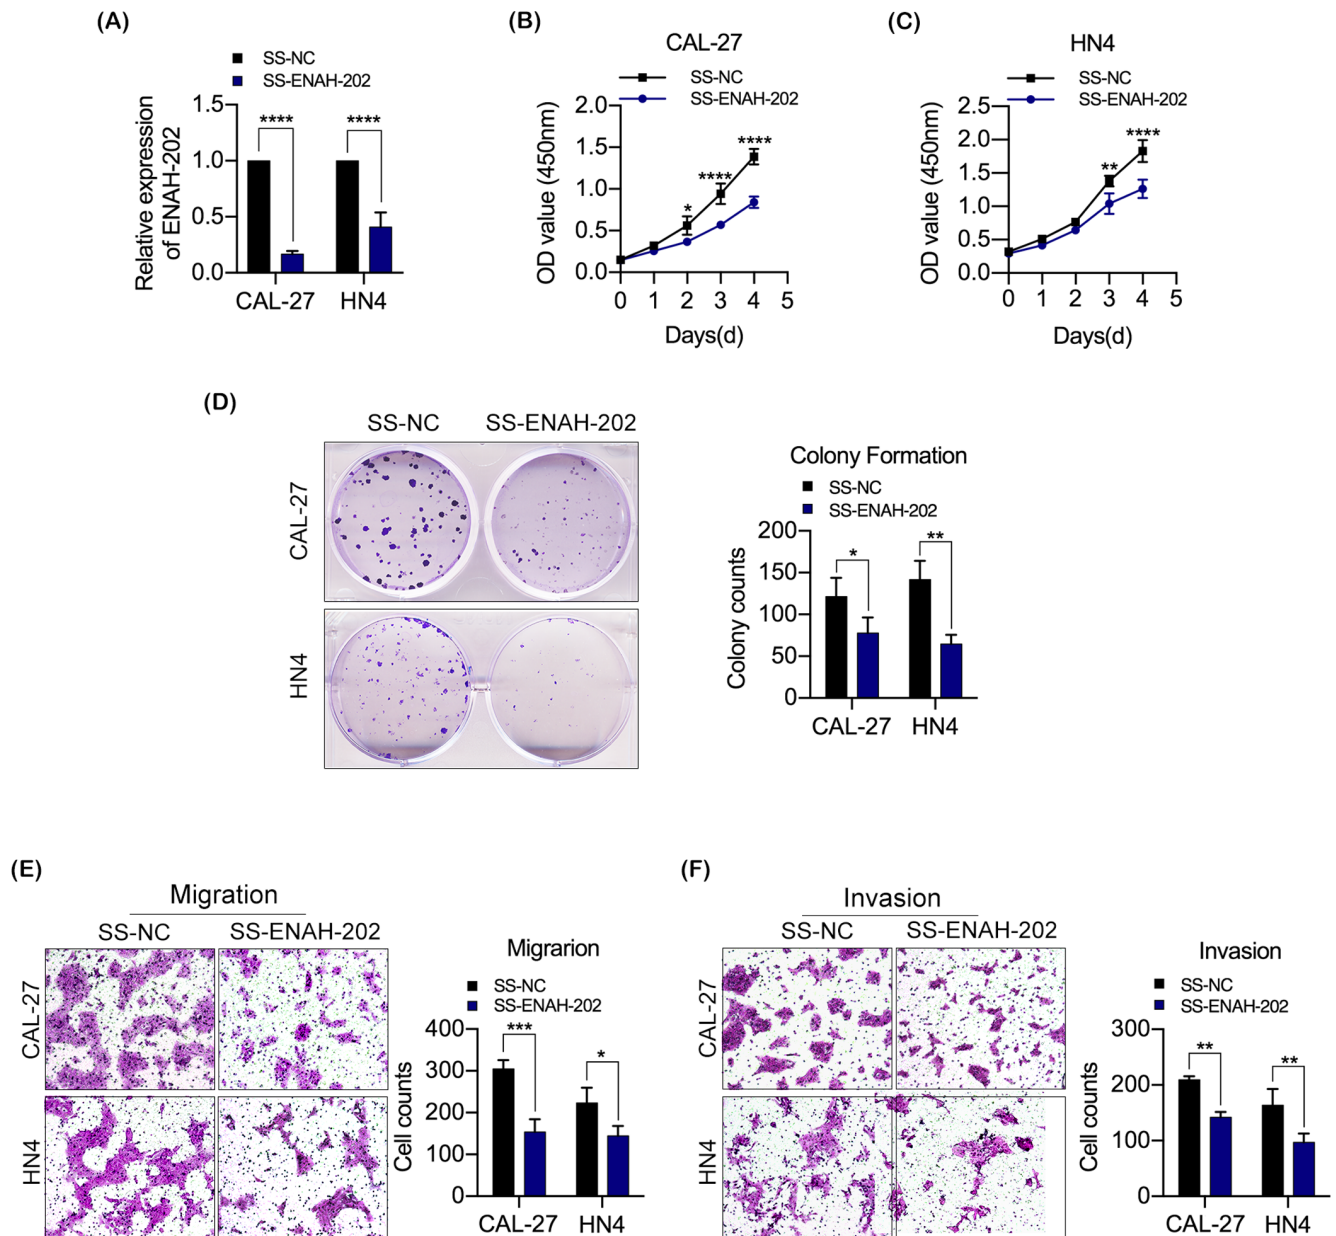 (A)
SS-NC
SS-ENAH-202
Relative expression
of ENAH-202
1.5
1.0
0.5
0.0
****
****
CAL-27
HN4
(B)
CAL-27
SS-NC
SS-ENAH-202
OD value (450nm)
2.0
1.5
1.0
0.5
0.0
*
****
****
0 1 2 3 4 5
Days(d)
(C)
HN4
SS-NC
SS-ENAH-202
OD value (450nm)
2.5
2.0
1.5
1.0
0.5
0.0
**
****
0 1 2 3 4 5
Days(d)
(D)
SS-NC SS-ENAH-202
CAL-27
HN4
Colony Formation
SS-NC
SS-ENAH-202
Colony counts
200
150
100
50
0
*
**
CAL-27 HN4
(E)
Migration
SS-NC SS-ENAH-202
CAL-27
HN4
Migrarion
SS-NC
SS-ENAH-202
Cell counts
400
300
200
100
0
***
*
CAL-27 HN4
(F)
Invasion
SS-NC SS-ENAH-202
CAL-27
HN4
Invasion
SS-NC
SS-ENAH-202
Cell counts
300
200
100
0
**
**
CAL-27 HN4